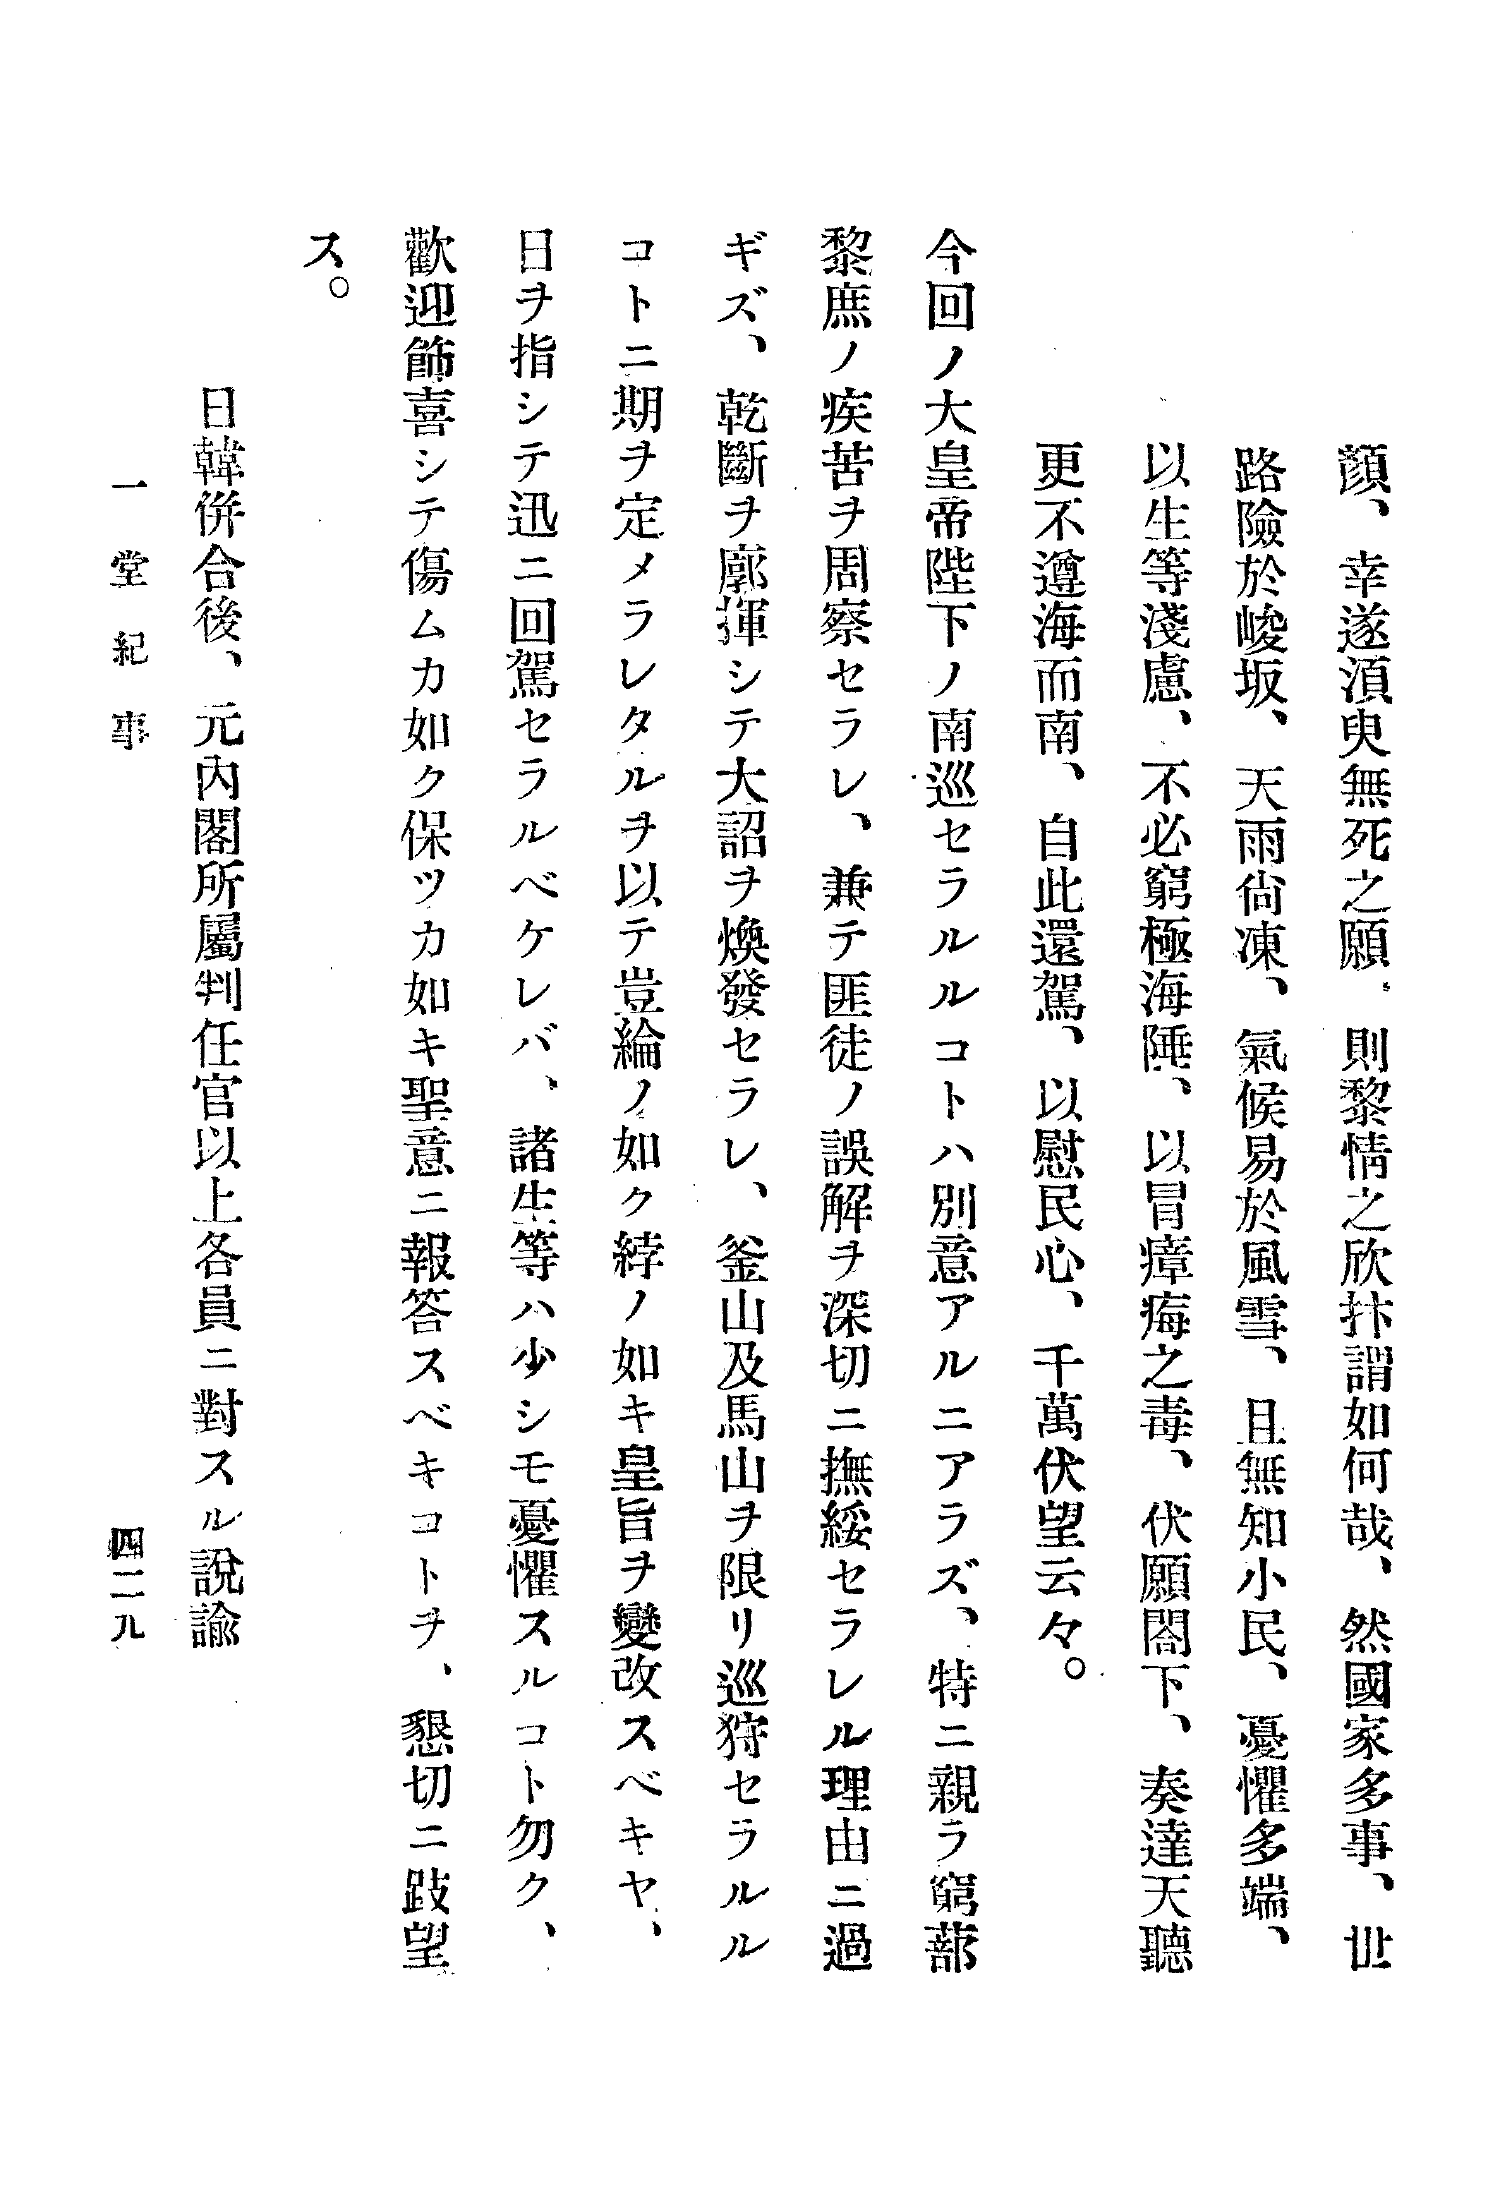 顏、幸遂湏臾無死之願、則黎情之欣抃謂如何哉、然國家多事、世
路險於峻坂、天雨尙凍、氣候易於風雪、且無知小民、憂懼多端、
以生等淺慮、不必窮極海陲、以冒瘴痗之毒、伏願閤下、奏達天聽
更不遵海而南、自此還駕、以慰民心、千萬伏望云々。
今回ノ大皇帝陛下ノ南巡セラルルコトハ別意アルニアラズ、特ニ親ラ窮蔀
黎庶ノ疾苦ヲ周察セラレ、兼テ匪徒ノ誤解ヲ深切ニ撫綏セラレル理由ニ過
ギズ、乾斷ヲ廓揮シテ大詔ヲ煥發セラレ、釜山及馬山ヲ限リ巡狩セラルル
コトニ期ヲ定メラレタルヲ以テ豈綸ノ如ク綍ノ如キ皇旨ヲ變改スベキヤ、
日ヲ指シテ迅ニ回駕セラルベケレバ、諸生等ハ少シモ憂懼スルコト勿ク、
歡迎飾喜シテ傷ムカ如ク保ツカ如キ聖意ニ報答スベキコトヲ、懇切ニ跂望
ス。
日韓併合後、元內閣所屬判任官以上各員ニ對スル說諭
一堂紀事
四二九